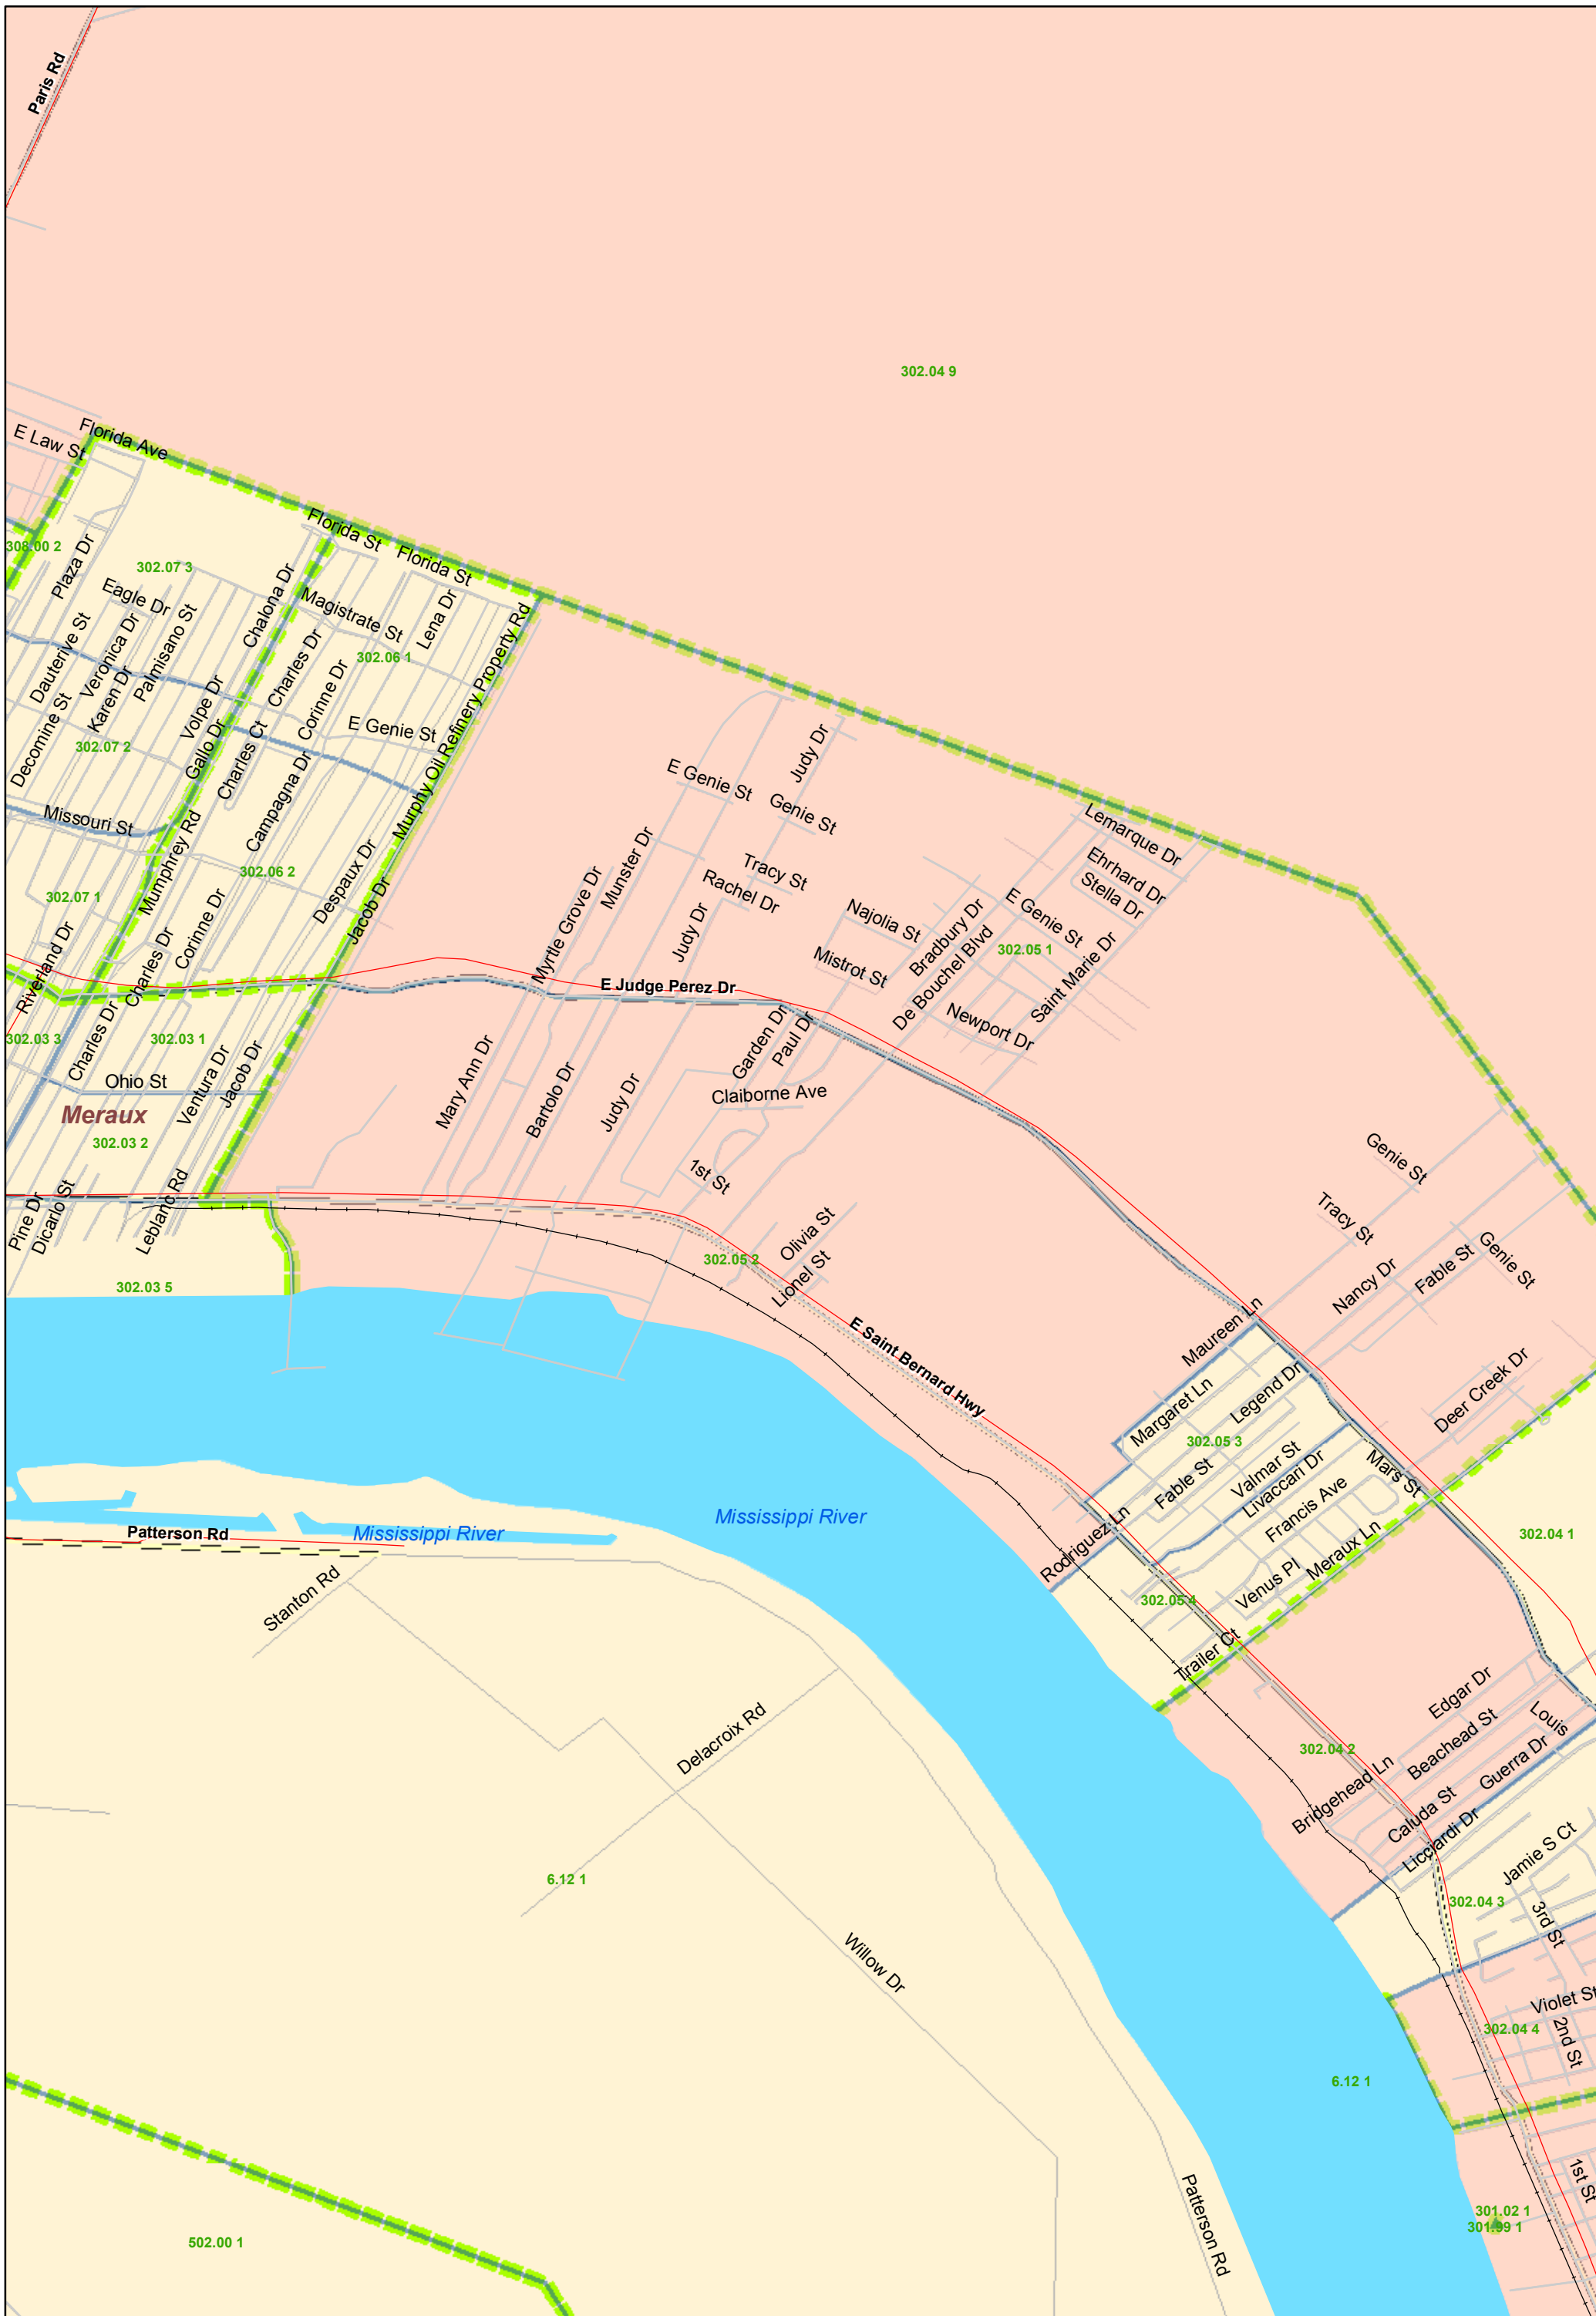 Paris Rd
302.04 9
Florida Ave
E Law St
Florida St
Florida St
308.00 2
Plaza Dr
302.07 3
Eagle Dr
Chalona Dr
Magistrate St
Lena Dr
Dauterive St
Veronica Dr
Palmisano St
Charles Dr
302.06 1
Murphy Oil Refinery Property Rd
Karen Dr
Volpe Dr
Corinne Dr
Decomine St
302.07 2
Gallo Dr
Charles Ct
E Genie St
Judy Dr
E Genie St
Genie St
Missouri St
Campagna Dr
Lemarque Dr
Mumphrey Rd
302.06 2
Despaux Dr
Munster Dr
Tracy St
Ehrhard Dr
Stella Dr
302.07 1
Rachel Dr
Corinne Dr
Jacob Dr
Myrtle Grove Dr
Judy Dr
Najolia St
Bradbury Dr
E Genie St
302.05 1
Riverland Dr
Charles Dr
Mistrot St
De Bouchel Blvd
Saint Marie Dr
E Judge Perez Dr
Newport Dr
302.03 3
Charles Dr
302.03 1
Garden Dr
Paul Dr
Ohio St
Ventura Dr
Jacob Dr
Mary Ann Dr
Bartolo Dr
Judy Dr
Claiborne Ave
Meraux
302.03 2
Genie St
1st St
Pine Dr
Dicarlo St
Leblanc Rd
Tracy St
Olivia St
302.05 2
Lionel St
Nancy Dr
Fable St
Genie St
302.03 5
E Saint Bernard Hwy
Maureen Ln
Margaret Ln
Legend Dr
Deer Creek Dr
302.05 3
Fable St
Valmar St
Livaccari Dr
Mars St
Francis Ave
Mississippi River
Patterson Rd
Mississippi River
302.04 1
Rodriguez Ln
Meraux Ln
Stanton Rd
Venus Pl
302.05 4
Trailer Ct
Edgar Dr
Delacroix Rd
Beachead St
Louis
302.04 2
Guerra Dr
Bridgehead Ln
Caluda St
Licciardi Dr
Jamie S Ct
6.12 1
302.04 3
3rd St
Willow Dr
Violet St
302.04 4
2nd St
6.12 1
1st St
Patterson Rd
301.02 1
301.99 1
502.00 1